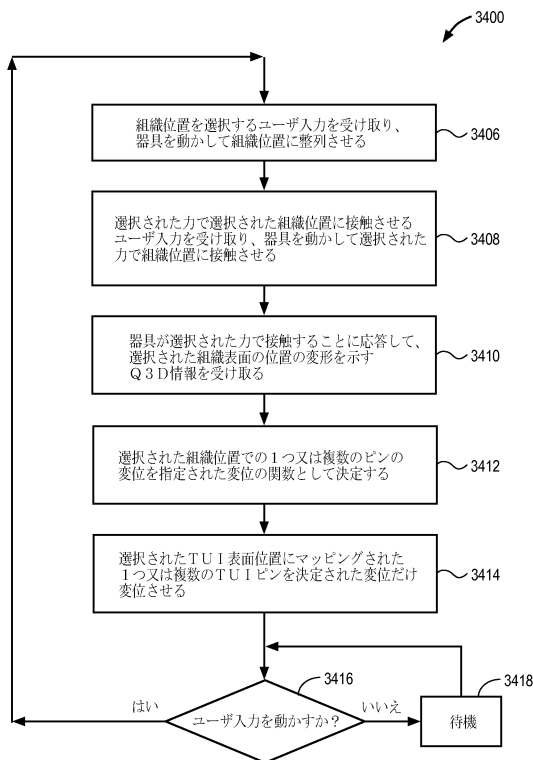 3400
組織位置を選択するユーザ入力を受け取り、
器具を動かして組織位置に整列させる
3406
選択された力で選択された組織位置に接触させる
ユーザ入力を受け取り、器具を動かして選択された
力で組織位置に接触させる
3408
器具が選択された力で接触することに応答して、
選択された組織表面の位置の変形を示す
Q3D情報を受け取る
3410
選択された組織位置での1つ又は複数のピンの
変位を指定された変位の関数として決定する
3412
選択されたTUI表面位置にマッピングされた
1つ又は複数のTUIピンを決定された変位だけ
変位させる
3414
3416
はい
ユーザ入力を動かすか?
いいえ
3418
待機